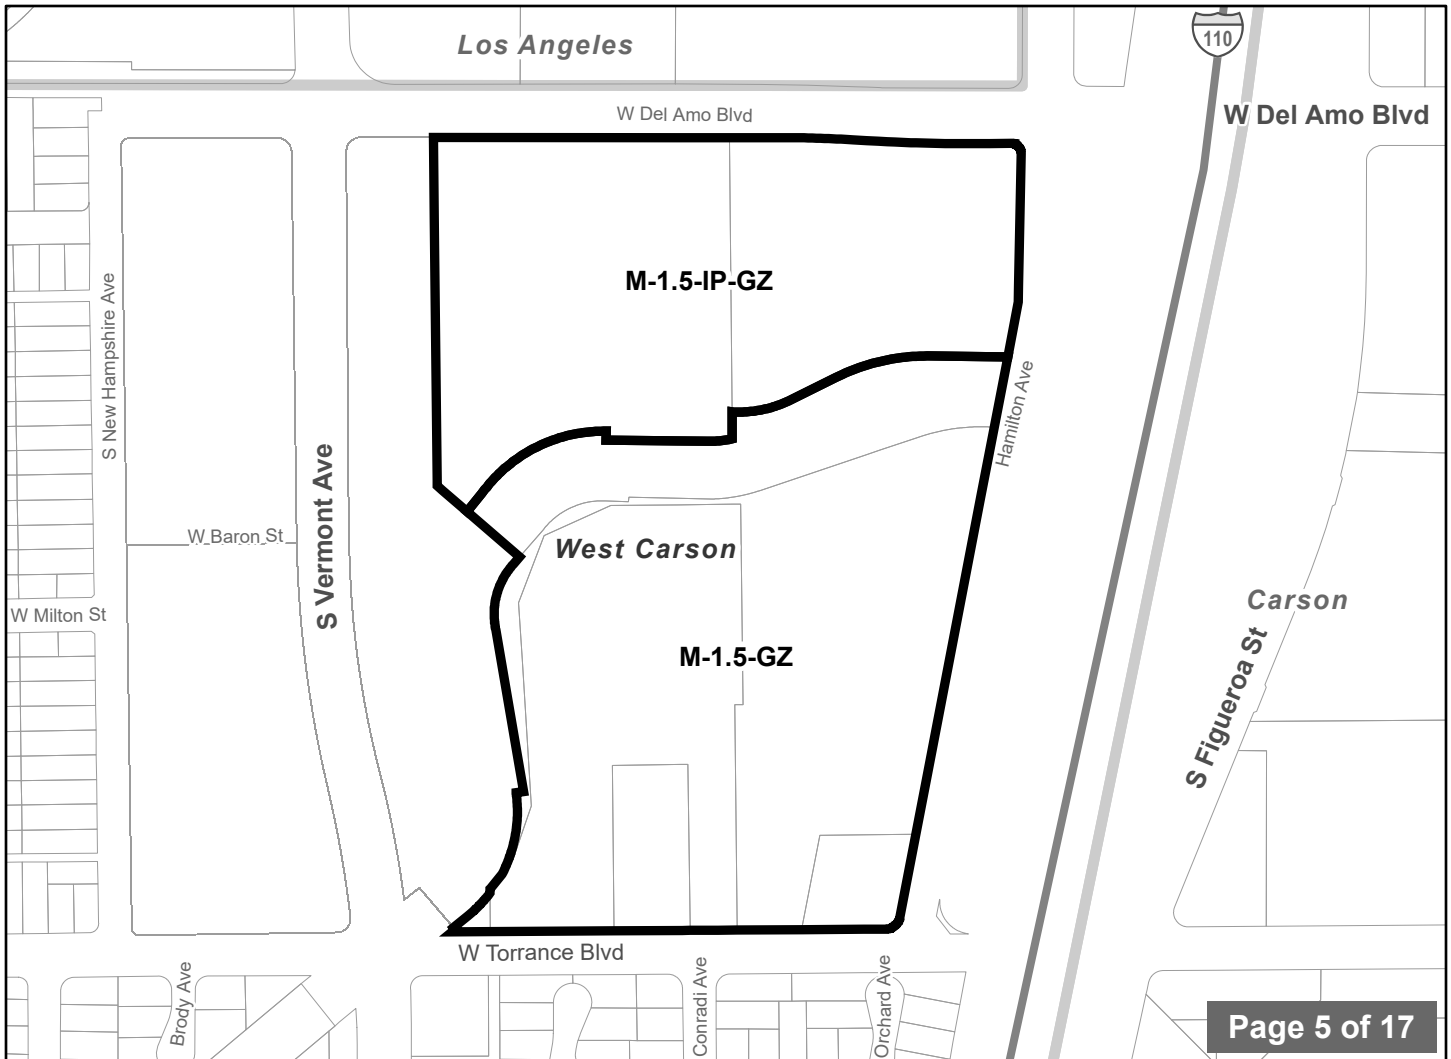 Los Angeles
110
W Del Amo Blvd
W Del Amo Blvd
M-1.5-IP-GZ
S New Hampshire Ave
Hamilton Ave
S Vermont Ave
W Baron St
West Carson
W Milton St
Carson
M-1.5-GZ
S Figueroa St
W Torrance Blvd
Brody Ave
Conradi Ave
Orchard Ave
Page 5 of 17